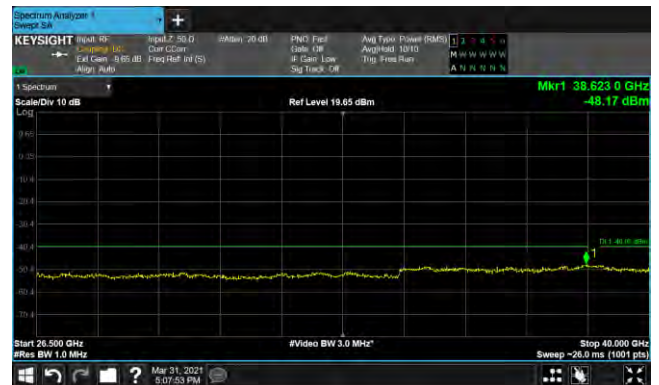 Spectrum Analyzer 1
Swept SA
+
KEYSIGHT Input: RF Input Z: 50 Ω #Atten: 20 dB PNO: Fast Avg Type: Power (RMS) 1 2 3 4 5 6
Coupling: DC Corr CCorr Gate: Off Avg|Hold: 10/10 M W W W W W
Ext Gain: -9.65 dB Freq Ref: Int (S) IF Gain: Low Trig: Free Run
Align: Auto Sig Track: Off A N N N N N
1 Spectrum Mkr1 38.623 0 GHz
Scale/Div 10 dB Ref Level 19.65 dBm -48.17 dBm
Log
9.65
-10.4
-20.4
-30.4
-40.4
1
-50.4
-60.4
-70.4
Start 26.500 GHz #Video BW 3.0 MHz* Stop 40.000 GHz
#Res BW 1.0 MHz Sweep ~26.0 ms (1001 pts)
? Mar 31, 2021
5:07:53 PM